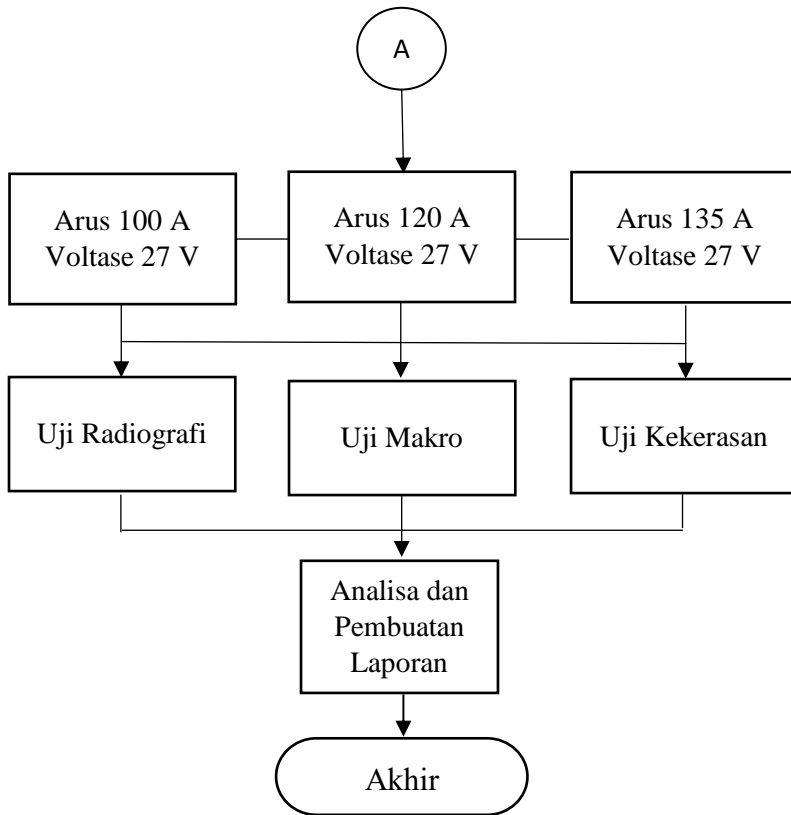 A
Arus 100 A
Voltase 27 V
Arus 120 A
Voltase 27 V
Arus 135 A
Voltase 27 V
Uji Radiografi
Uji Makro
Uji Kekerasan
Analisa dan
Pembuatan
Laporan
Akhir